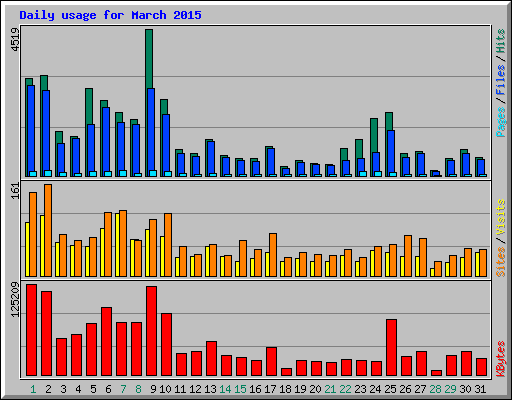 Daily usage for March 2015
4519
Pages / Files / Hits
161
Sites / Visits
125209
KBytes
1 2 3 4 5 6 7 8 9 10 11 12 13 14 15 16 17 18 19 20 21 22 23 24 25 26 27 28 29 30 31